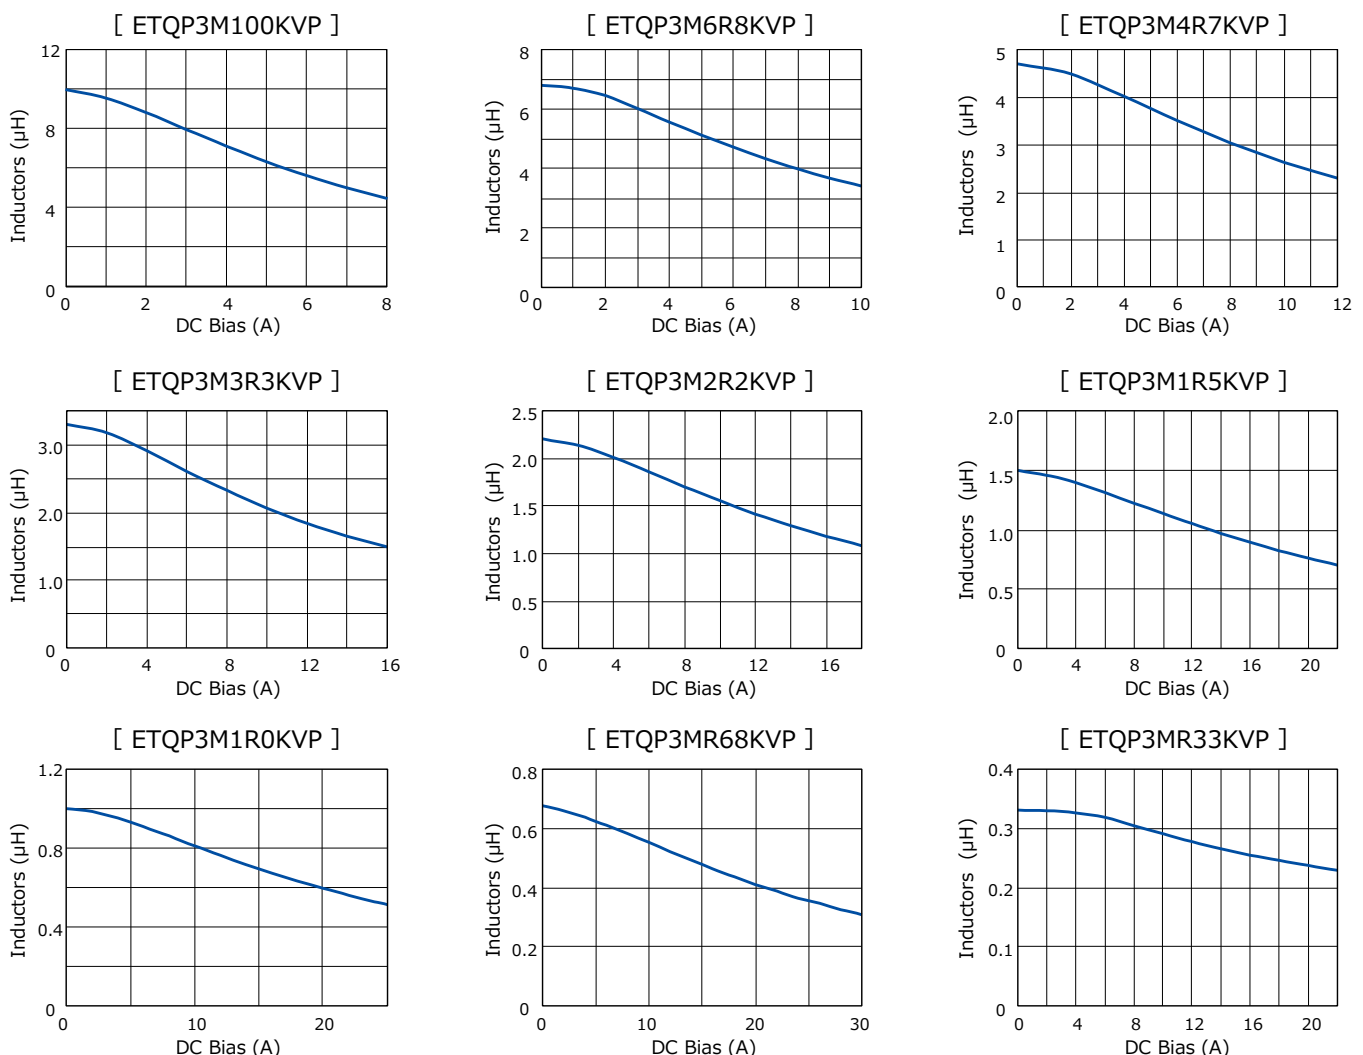 [ ETQP3M100KVP ]
12
8
4
0
Inductors (µH)
0 2 4 6 8
DC Bias (A)
[ ETQP3M6R8KVP ]
8
6
4
2
0
Inductors (µH)
0 2 4 6 8 10
DC Bias (A)
[ ETQP3M4R7KVP ]
5
4
3
2
1
0
Inductors (µH)
0 2 4 6 8 10 12
DC Bias (A)
[ ETQP3M3R3KVP ]
3.0
2.0
1.0
0
Inductors (µH)
0 4 8 12 16
DC Bias (A)
[ ETQP3M2R2KVP ]
2.5
2.0
1.5
1.0
0.5
0
Inductors (µH)
0 4 8 12 16
DC Bias (A)
[ ETQP3M1R5KVP ]
2.0
1.5
1.0
0.5
0
Inductors (µH)
0 4 8 12 16 20
DC Bias (A)
[ ETQP3M1R0KVP ]
1.2
0.8
0.4
0
Inductors (µH)
0 10 20
DC Bias (A)
[ ETQP3MR68KVP ]
0.8
0.6
0.4
0.2
0
Inductors (µH)
0 10 20 30
DC Bias (A)
[ ETQP3MR33KVP ]
0.4
0.3
0.2
0.1
0
Inductors (µH)
0 4 8 12 16 20
DC Bias (A)